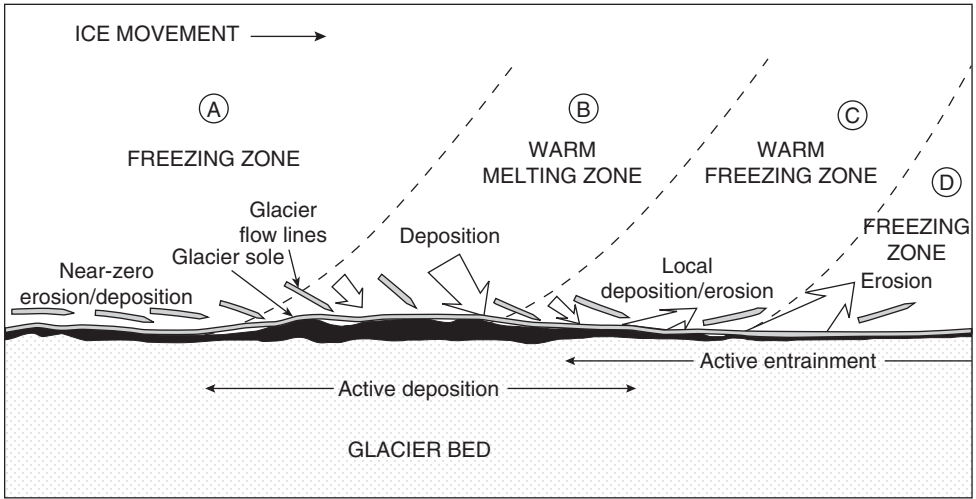 ICE MOVEMENT
A
FREEZING ZONE
B
WARM
MELTING ZONE
C
WARM
FREEZING ZONE
D
FREEZING
ZONE
Glacier
flow lines
Glacier sole
Deposition
Near-zero
erosion/deposition
Local
deposition/erosion
Erosion
Active entrainment
Active deposition
GLACIER BED